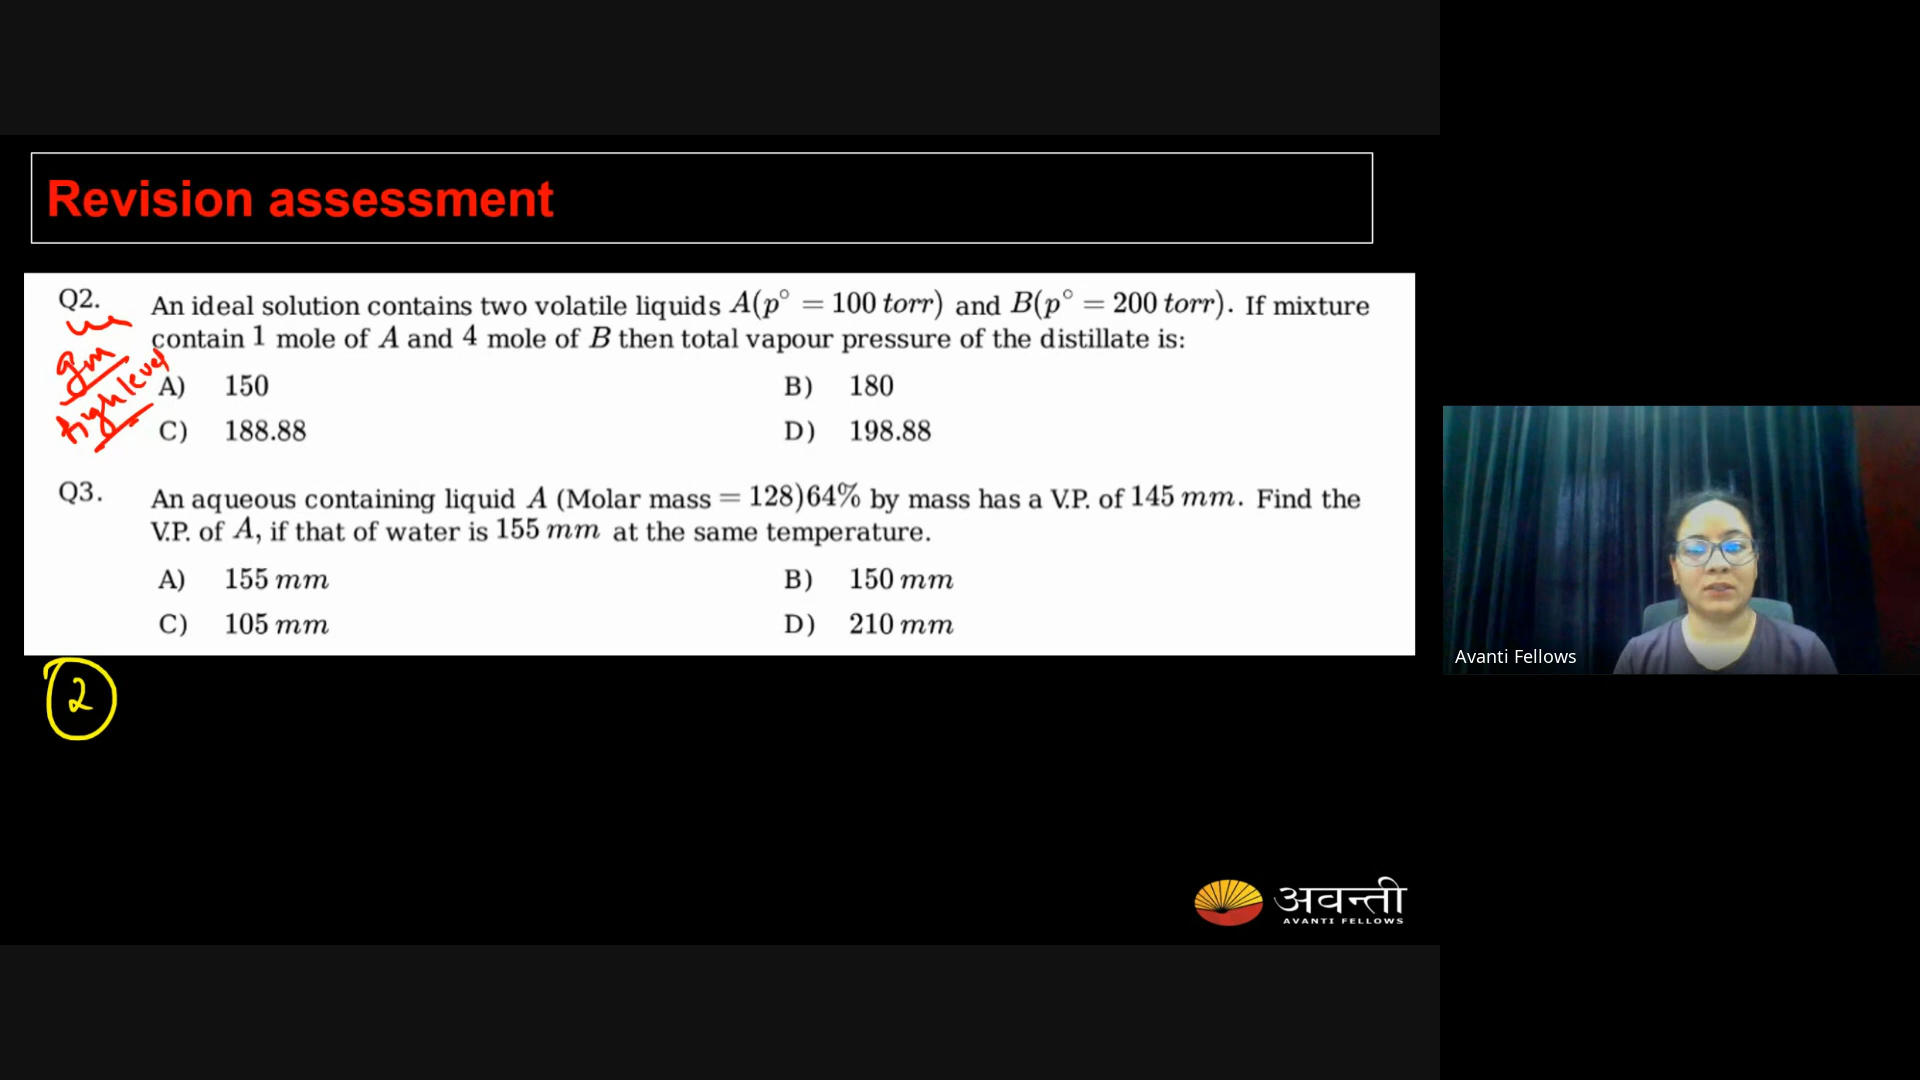 Revision assessment
Q2. An ideal solution contains two volatile liquids A(p° = 100 torr) and B(p° = 200 torr). If mixture
contain 1 mole of A and 4 mole of B then total vapour pressure of the distillate is:
A) 150 B) 180
C) 188.88 D) 198.88
high level
Q3. An aqueous containing liquid A (Molar mass = 128)64% by mass has a V.P. of 145 mm. Find the
V.P. of A, if that of water is 155 mm at the same temperature.
A) 155 mm B) 150 mm
C) 105 mm D) 210 mm
2
Avanti Fellows
अवन्ती
AVANTI FELLOWS